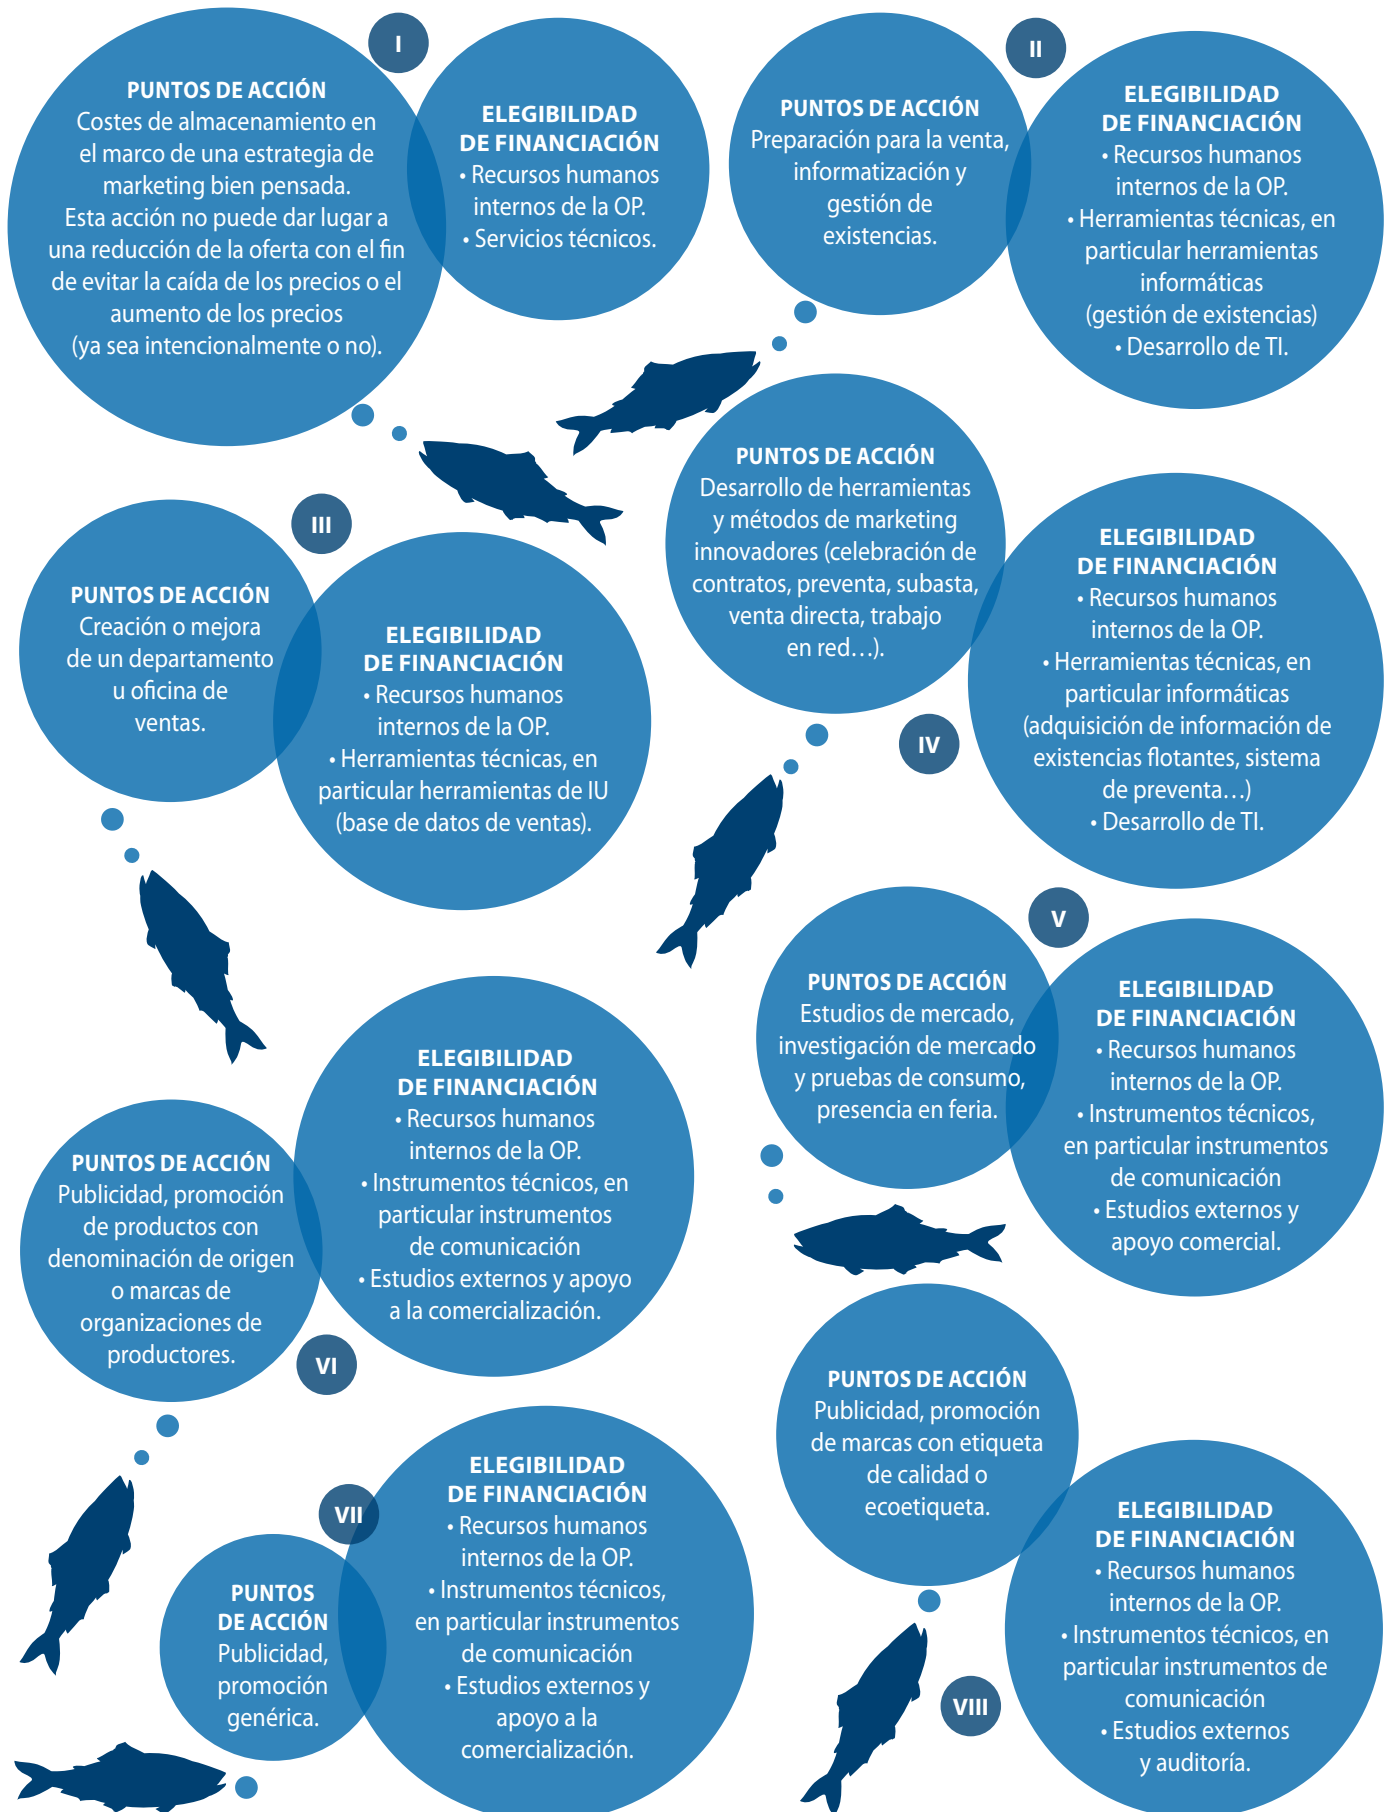 I
PUNTOS DE ACCIÓN
Costes de almacenamiento en
el marco de una estrategia de
marketing bien pensada.
Esta acción no puede dar lugar a
una reducción de la oferta con el fin
de evitar la caída de los precios o el
aumento de los precios
(ya sea intencionalmente o no).
ELEGIBILIDAD
DE FINANCIACIÓN
• Recursos humanos
internos de la OP.
• Servicios técnicos.
II
PUNTOS DE ACCIÓN
Preparación para la venta,
informatización y
gestión de
existencias.
ELEGIBILIDAD
DE FINANCIACIÓN
• Recursos humanos
internos de la OP.
• Herramientas técnicas, en
particular herramientas
informáticas
(gestión de existencias)
• Desarrollo de TI.
III
PUNTOS DE ACCIÓN
Creación o mejora
de un departamento
u oficina de
ventas.
ELEGIBILIDAD
DE FINANCIACIÓN
• Recursos humanos
internos de la OP.
• Herramientas técnicas, en
particular herramientas de IU
(base de datos de ventas).
PUNTOS DE ACCIÓN
Desarrollo de herramientas
y métodos de marketing
innovadores (celebración de
contratos, preventa, subasta,
venta directa, trabajo
en red…).
IV
ELEGIBILIDAD
DE FINANCIACIÓN
• Recursos humanos
internos de la OP.
• Herramientas técnicas, en
particular informáticas
(adquisición de información de
existencias flotantes, sistema
de preventa…)
• Desarrollo de TI.
V
PUNTOS DE ACCIÓN
Estudios de mercado,
investigación de mercado
y pruebas de consumo,
presencia en feria.
ELEGIBILIDAD
DE FINANCIACIÓN
• Recursos humanos
internos de la OP.
• Instrumentos técnicos,
en particular instrumentos
de comunicación
• Estudios externos y
apoyo comercial.
PUNTOS DE ACCIÓN
Publicidad, promoción
de productos con
denominación de origen
o marcas de
organizaciones de
productores.
VI
ELEGIBILIDAD
DE FINANCIACIÓN
• Recursos humanos
internos de la OP.
• Instrumentos técnicos, en
particular instrumentos
de comunicación
• Estudios externos y apoyo
a la comercialización.
VII
PUNTOS
DE ACCIÓN
Publicidad,
promoción
genérica.
ELEGIBILIDAD
DE FINANCIACIÓN
• Recursos humanos
internos de la OP.
• Instrumentos técnicos,
en particular instrumentos
de comunicación
• Estudios externos y
apoyo a la
comercialización.
PUNTOS DE ACCIÓN
Publicidad, promoción
de marcas con etiqueta
de calidad o
ecoetiqueta.
VIII
ELEGIBILIDAD
DE FINANCIACIÓN
• Recursos humanos
internos de la OP.
• Instrumentos técnicos, en
particular instrumentos de
comunicación
• Estudios externos
y auditoría.